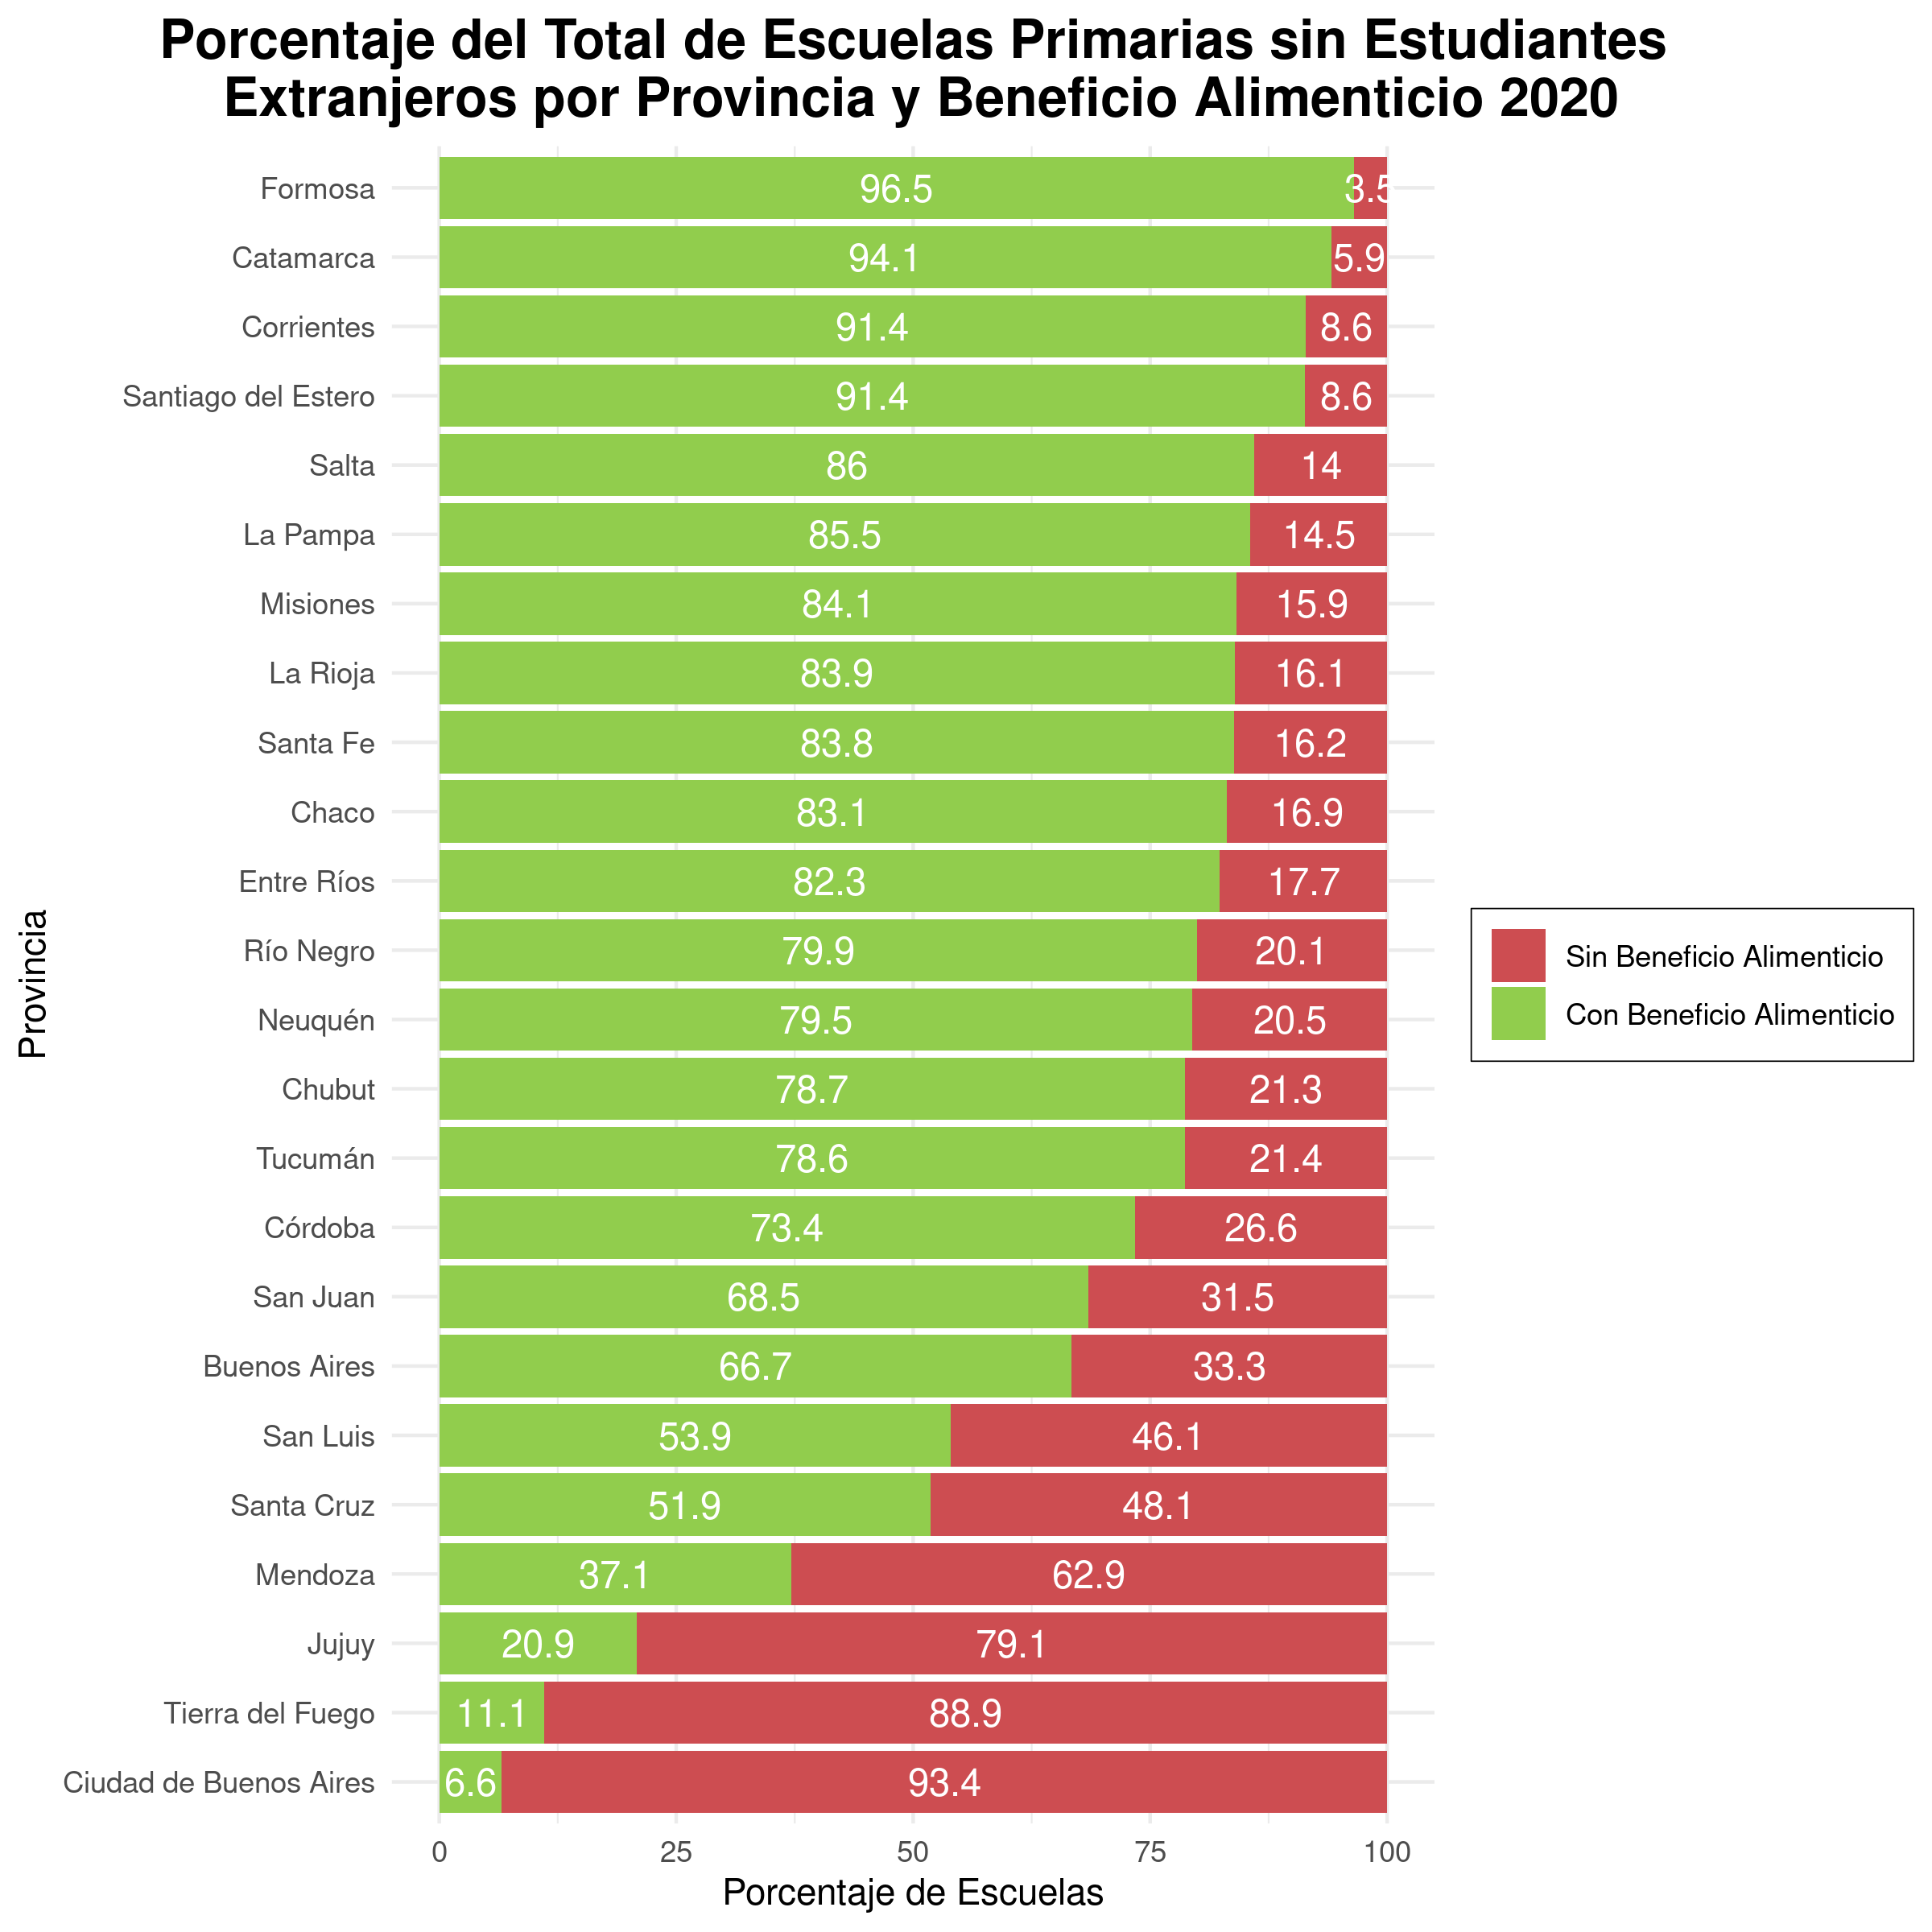 Porcentaje del Total de Escuelas Primarias sin Estudiantes
Extranjeros por Provincia y Beneficio Alimenticio 2020
Provincia
Formosa 96.5 3.5
Catamarca 94.1 5.9
Corrientes 91.4 8.6
Santiago del Estero 91.4 8.6
Salta 86 14
La Pampa 85.5 14.5
Misiones 84.1 15.9
La Rioja 83.9 16.1
Santa Fe 83.8 16.2
Chaco 83.1 16.9
Entre Ríos 82.3 17.7
Río Negro 79.9 20.1
Neuquén 79.5 20.5
Chubut 78.7 21.3
Tucumán 78.6 21.4
Córdoba 73.4 26.6
San Juan 68.5 31.5
Buenos Aires 66.7 33.3
San Luis 53.9 46.1
Santa Cruz 51.9 48.1
Mendoza 37.1 62.9
Jujuy 20.9 79.1
Tierra del Fuego 11.1 88.9
Ciudad de Buenos Aires 6.6 93.4
0 25 50 75 100
Porcentaje de Escuelas
Sin Beneficio Alimenticio
Con Beneficio Alimenticio